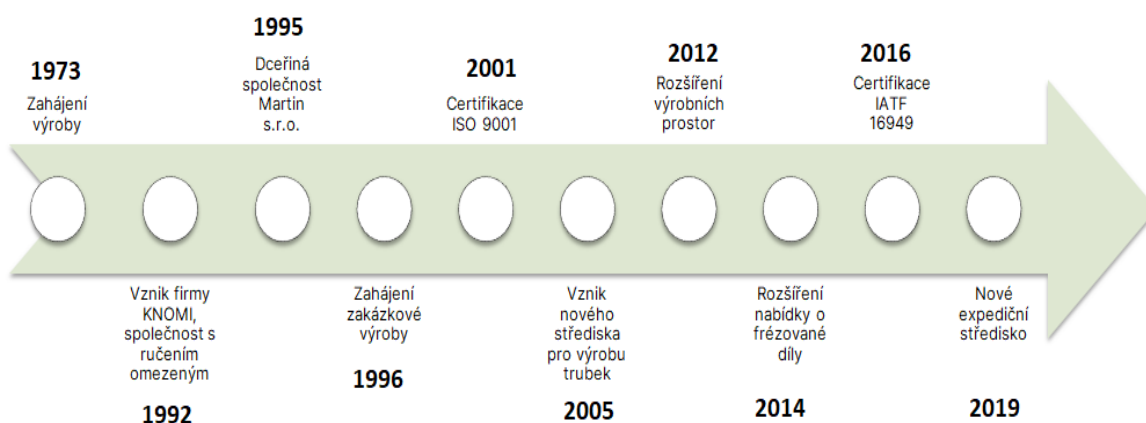 1973
Zahájení
výroby
1995
Dceřiná
společnost
Martin
s.r.o.
2001
Certifikace
ISO 9001
2012
Rozšíření
výrobních
prostor
2016
Certifikace
IATF
16949
Vznik firmy
KNOMI,
společnost s
ručením
omezeným
1992
Zahájení
zakázkové
výroby
1996
Vznik
nového
střediska
pro výrobu
trubek
2005
Rozšíření
nabídky o
frézované
díly
2014
Nové
expediční
středisko
2019